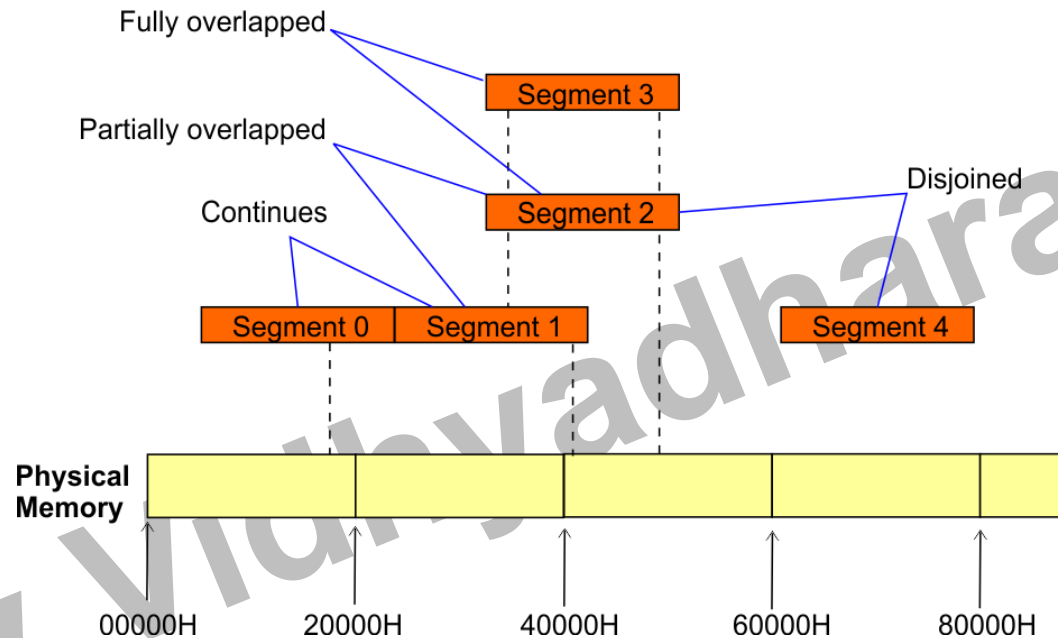 Fully overlapped
Segment 3
Partially overlapped
Disjoined
Segment 2
Continues
Segment 0
Segment 1
Segment 4
Physical
Memory
00000H
20000H
40000H
60000H
80000H
Vidhyadhara